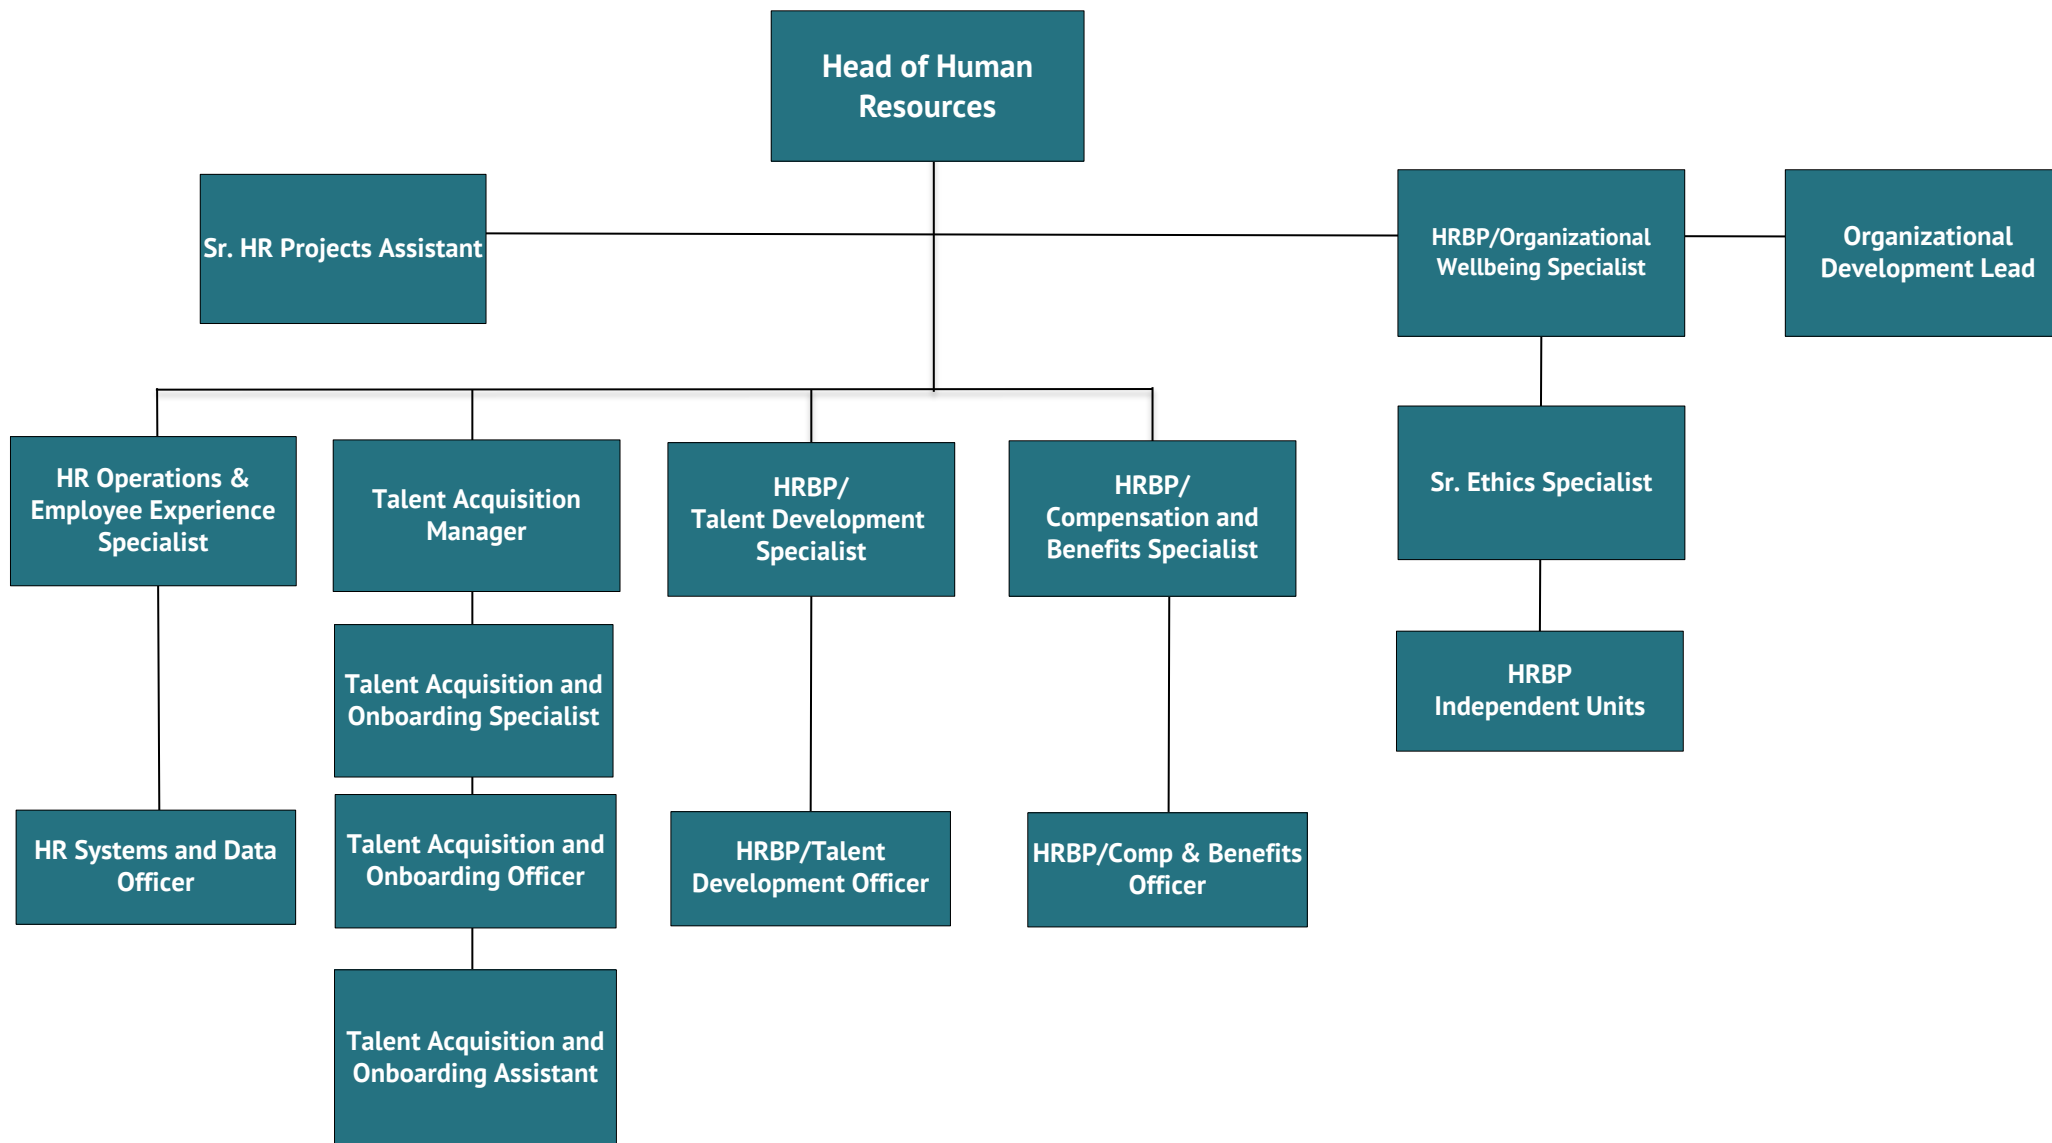 Head of Human
Resources
Sr. HR Projects Assistant
HRBP/Organizational
Wellbeing Specialist
Organizational
Development Lead
HR Operations &
Employee Experience
Specialist
Talent Acquisition
Manager
HRBP/
Talent Development
Specialist
HRBP/
Compensation and
Benefits Specialist
Sr. Ethics Specialist
Talent Acquisition and
Onboarding Specialist
HRBP
Independent Units
HR Systems and Data
Officer
Talent Acquisition and
Onboarding Officer
HRBP/Talent
Development Officer
HRBP/Comp & Benefits
Officer
Talent Acquisition and
Onboarding Assistant